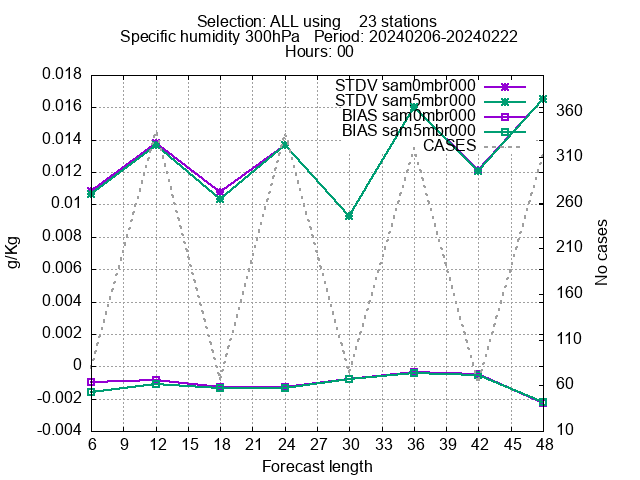 Selection: ALL using    23 stations
Specific humidity 300hPa   Period: 20240206-20240222
Hours: 00
STDV sam0mbr000
STDV sam5mbr000
BIAS sam0mbr000
BIAS sam5mbr000
CASES
0.018
0.016
0.014
0.012
0.01
0.008
0.006
0.004
0.002
0
-0.002
-0.004
g/Kg
360
310
260
210
160
110
60
10
No cases
6 9 12 15 18 21 24 27 30 33 36 39 42 45 48
Forecast length